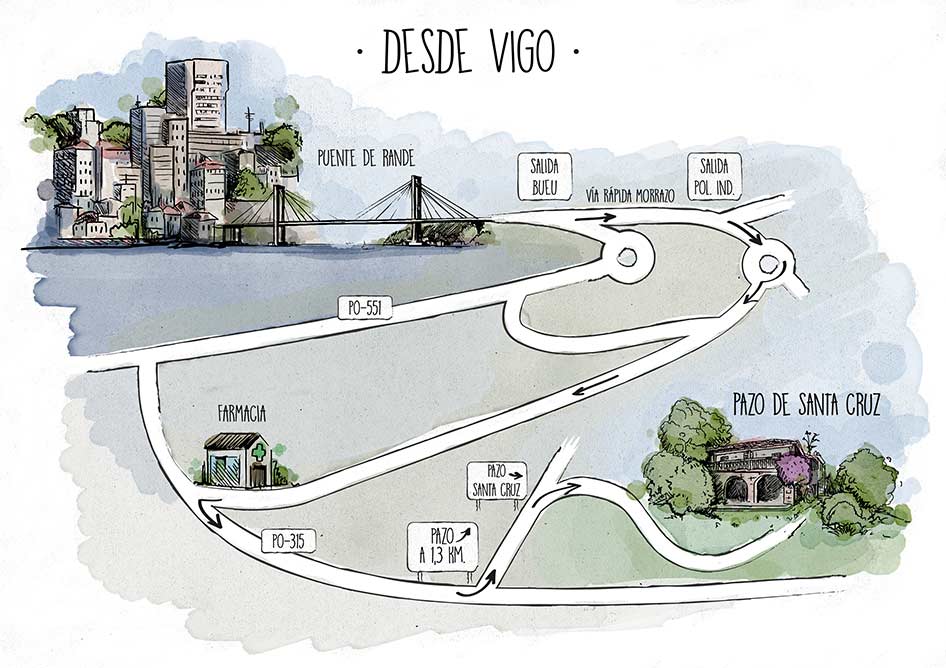 · DESDE VIGO ·
PUENTE DE RANDE
SALIDA
BUEU
VÍA RÁPIDA MORRAZO
SALIDA
POL. IND.
PO-551
FARMACIA
PAZO DE SANTA CRUZ
PAZO
SANTA CRUZ
PO-315
PAZO
A 1,3 KM.